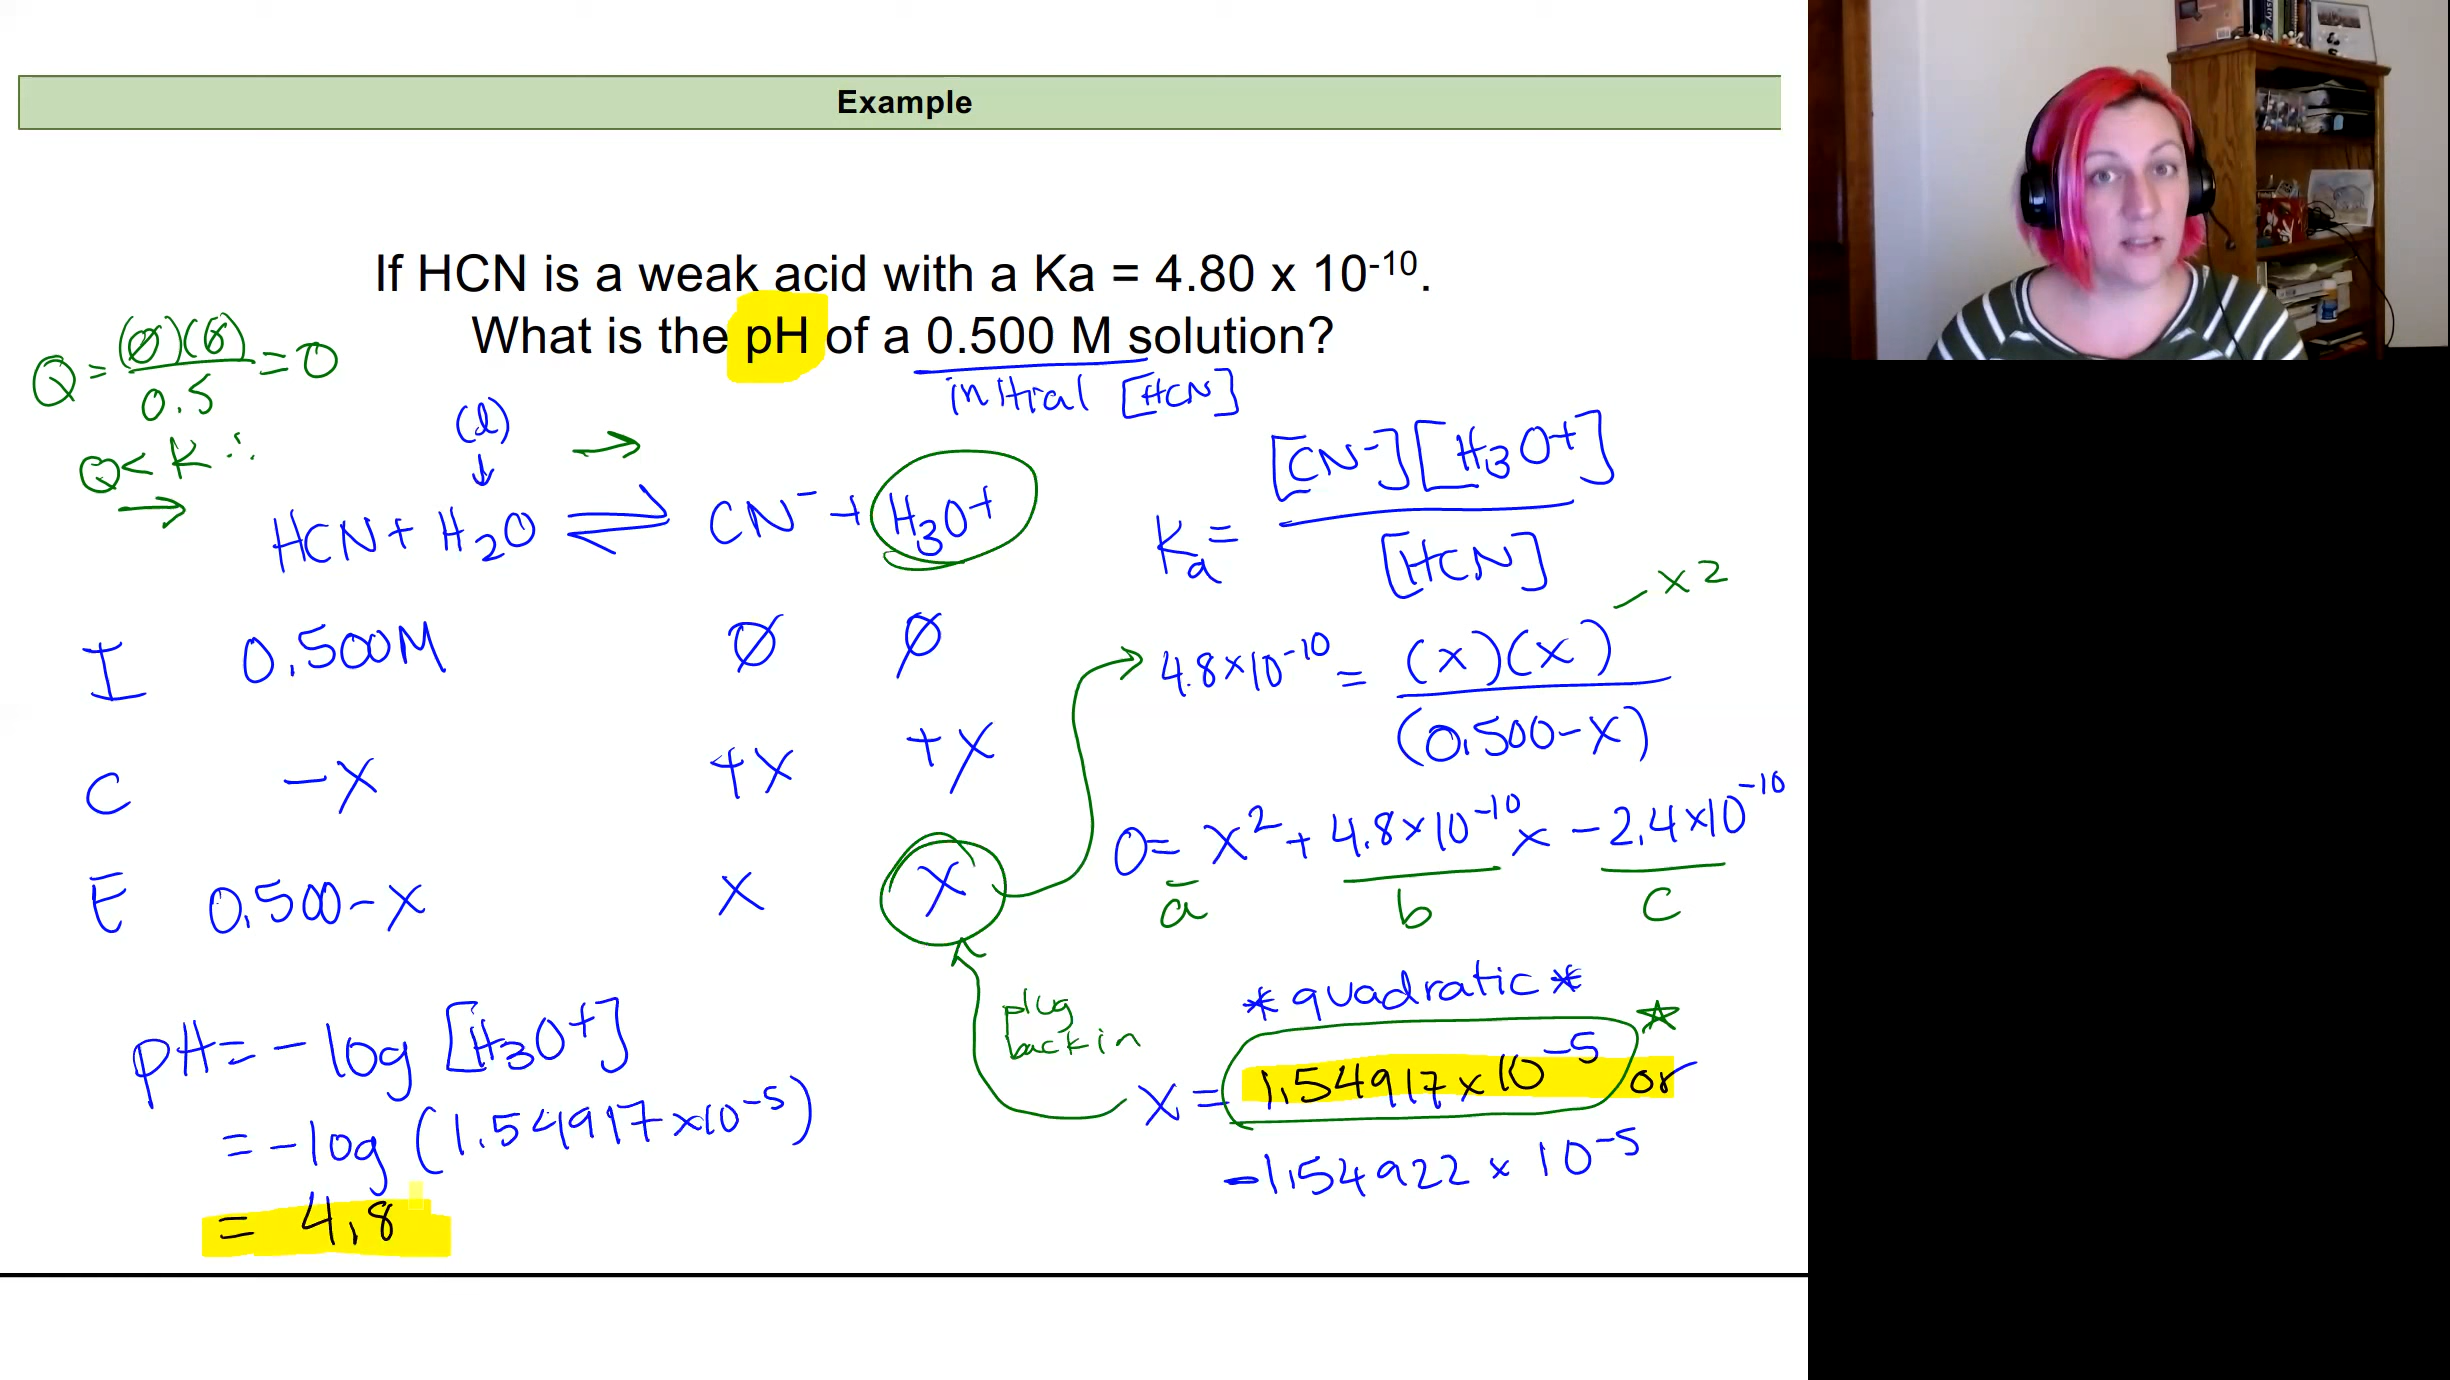 Example
If HCN is a weak acid with a Ka = 4.80 x 10⁻¹⁰.
What is the pH of a 0.500 M solution?
initial [HCN]
Q = (0)(0) / 0.5 = 0
Q < K ∴
→
(l)
↓
→
HCN + H₂O ⇌ CN⁻ + H₃O+
I 0.500M Ø Ø
C -X +X +X
E 0.500-X X X
Ka = [CN⁻][H₃O+] / [HCN]
4.8x10⁻¹⁰ = (x)(x) / (0.500-X)
x2
0= X² + 4.8x10⁻¹⁰ x - 2.4x10⁻¹⁰
a b c
*quadratic*
plug
back in
X = 1.54917x10⁻⁵ or
-1.54922 x 10⁻⁵
pH = -log [H₃O+]
= -log (1.54917x10⁻⁵)
= 4.8